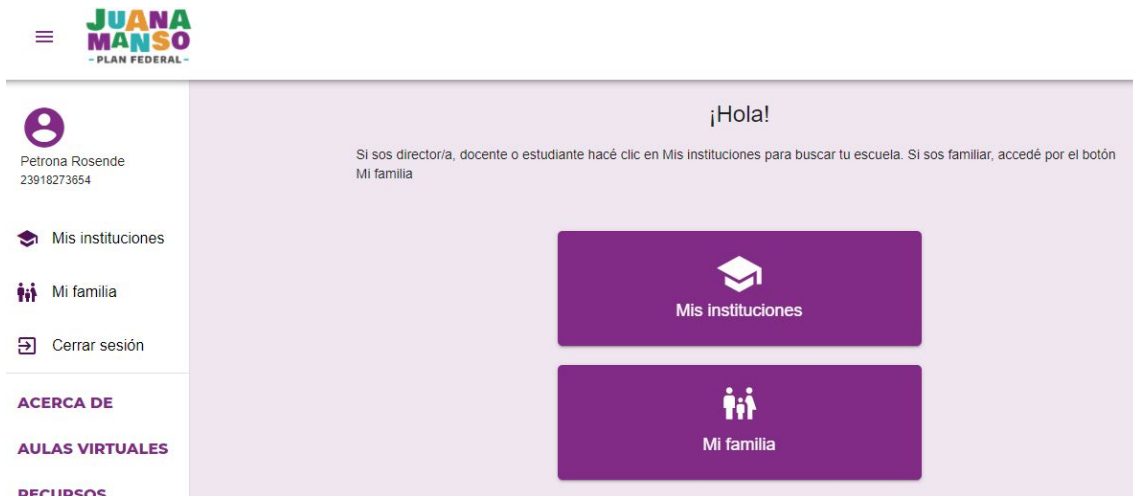 JUANA
MANSO
- PLAN FEDERAL -
Petrona Rosende
23918273654
Mis instituciones
Mi familia
Cerrar sesión
ACERCA DE
AULAS VIRTUALES
RECURSOS
¡Hola!
Si sos director/a, docente o estudiante hacé clic en Mis instituciones para buscar tu escuela. Si sos familiar, accedé por el botón
Mi familia
Mis instituciones
Mi familia